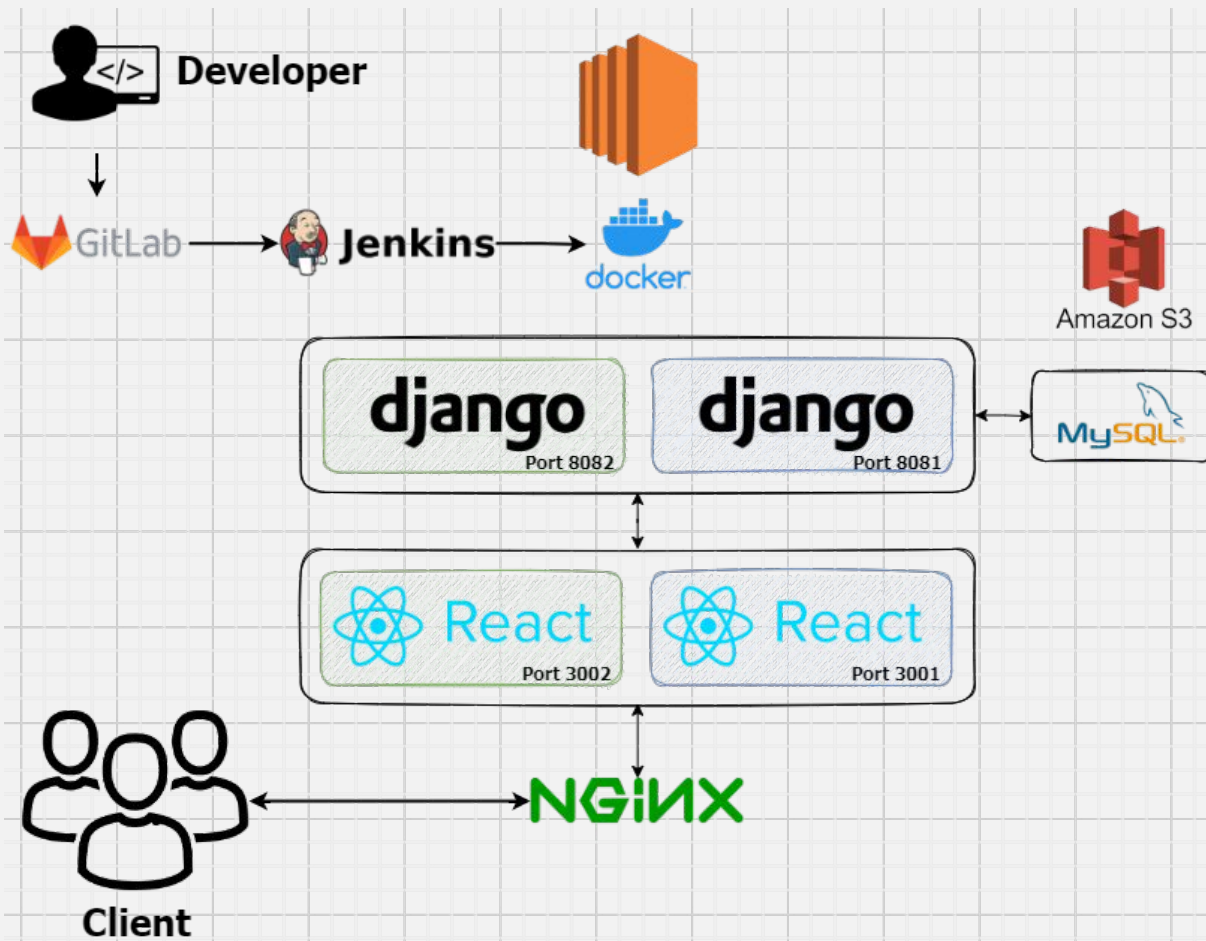 </> Developer
GitLab
Jenkins
docker
Amazon S3
django
Port 8082
django
Port 8081
MySQL
React
Port 3002
React
Port 3001
NGiNX
Client